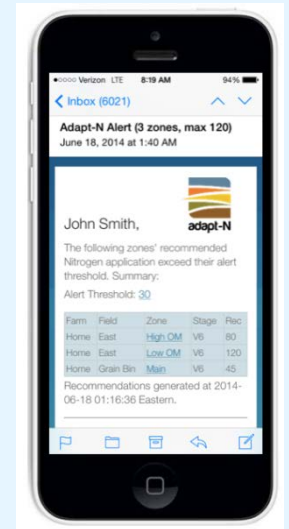 Verizon LTE 8:19 AM 94%
Inbox (6021)
Adapt-N Alert (3 zones, max 120)
June 18, 2014 at 1:40 AM
adapt-N
John Smith,
The following zones' recommended
Nitrogen application exceed their alert
threshold. Summary:
Alert Threshold: 30
Farm Field Zone Stage Rec
Home East High OM V6 80
Home East Low OM V6 120
Home Grain Bin Main V6 45
Recommendations generated at 2014-
06-18 01:16:36 Eastern.